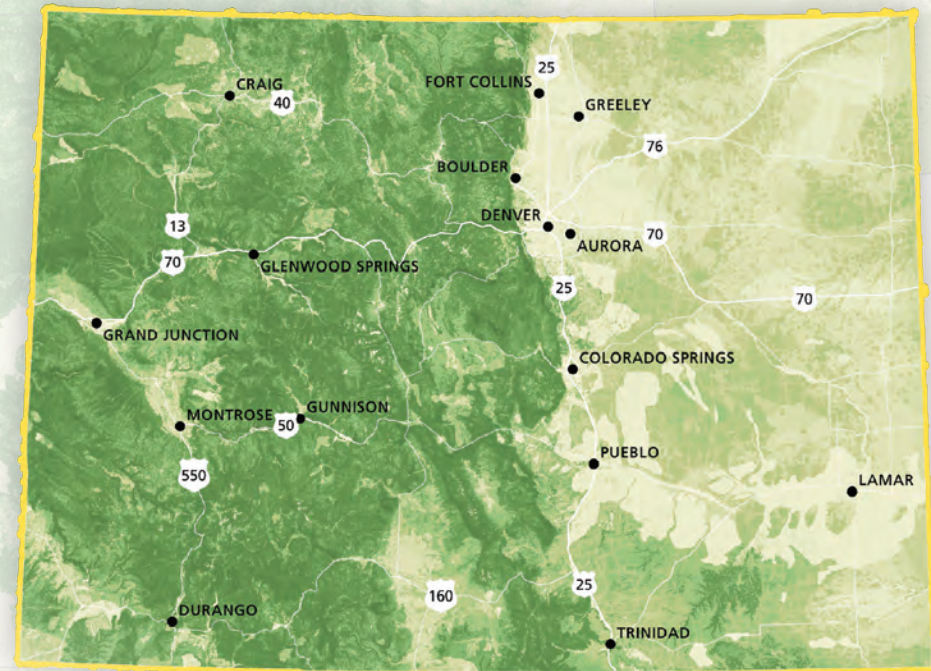 25
FORT COLLINS
CRAIG
40
GREELEY
76
BOULDER
13
DENVER
AURORA
70
70
GLENWOOD SPRINGS
25
70
GRAND JUNCTION
COLORADO SPRINGS
MONTROSE
50
GUNNISON
550
PUEBLO
LAMAR
160
25
DURANGO
TRINIDAD